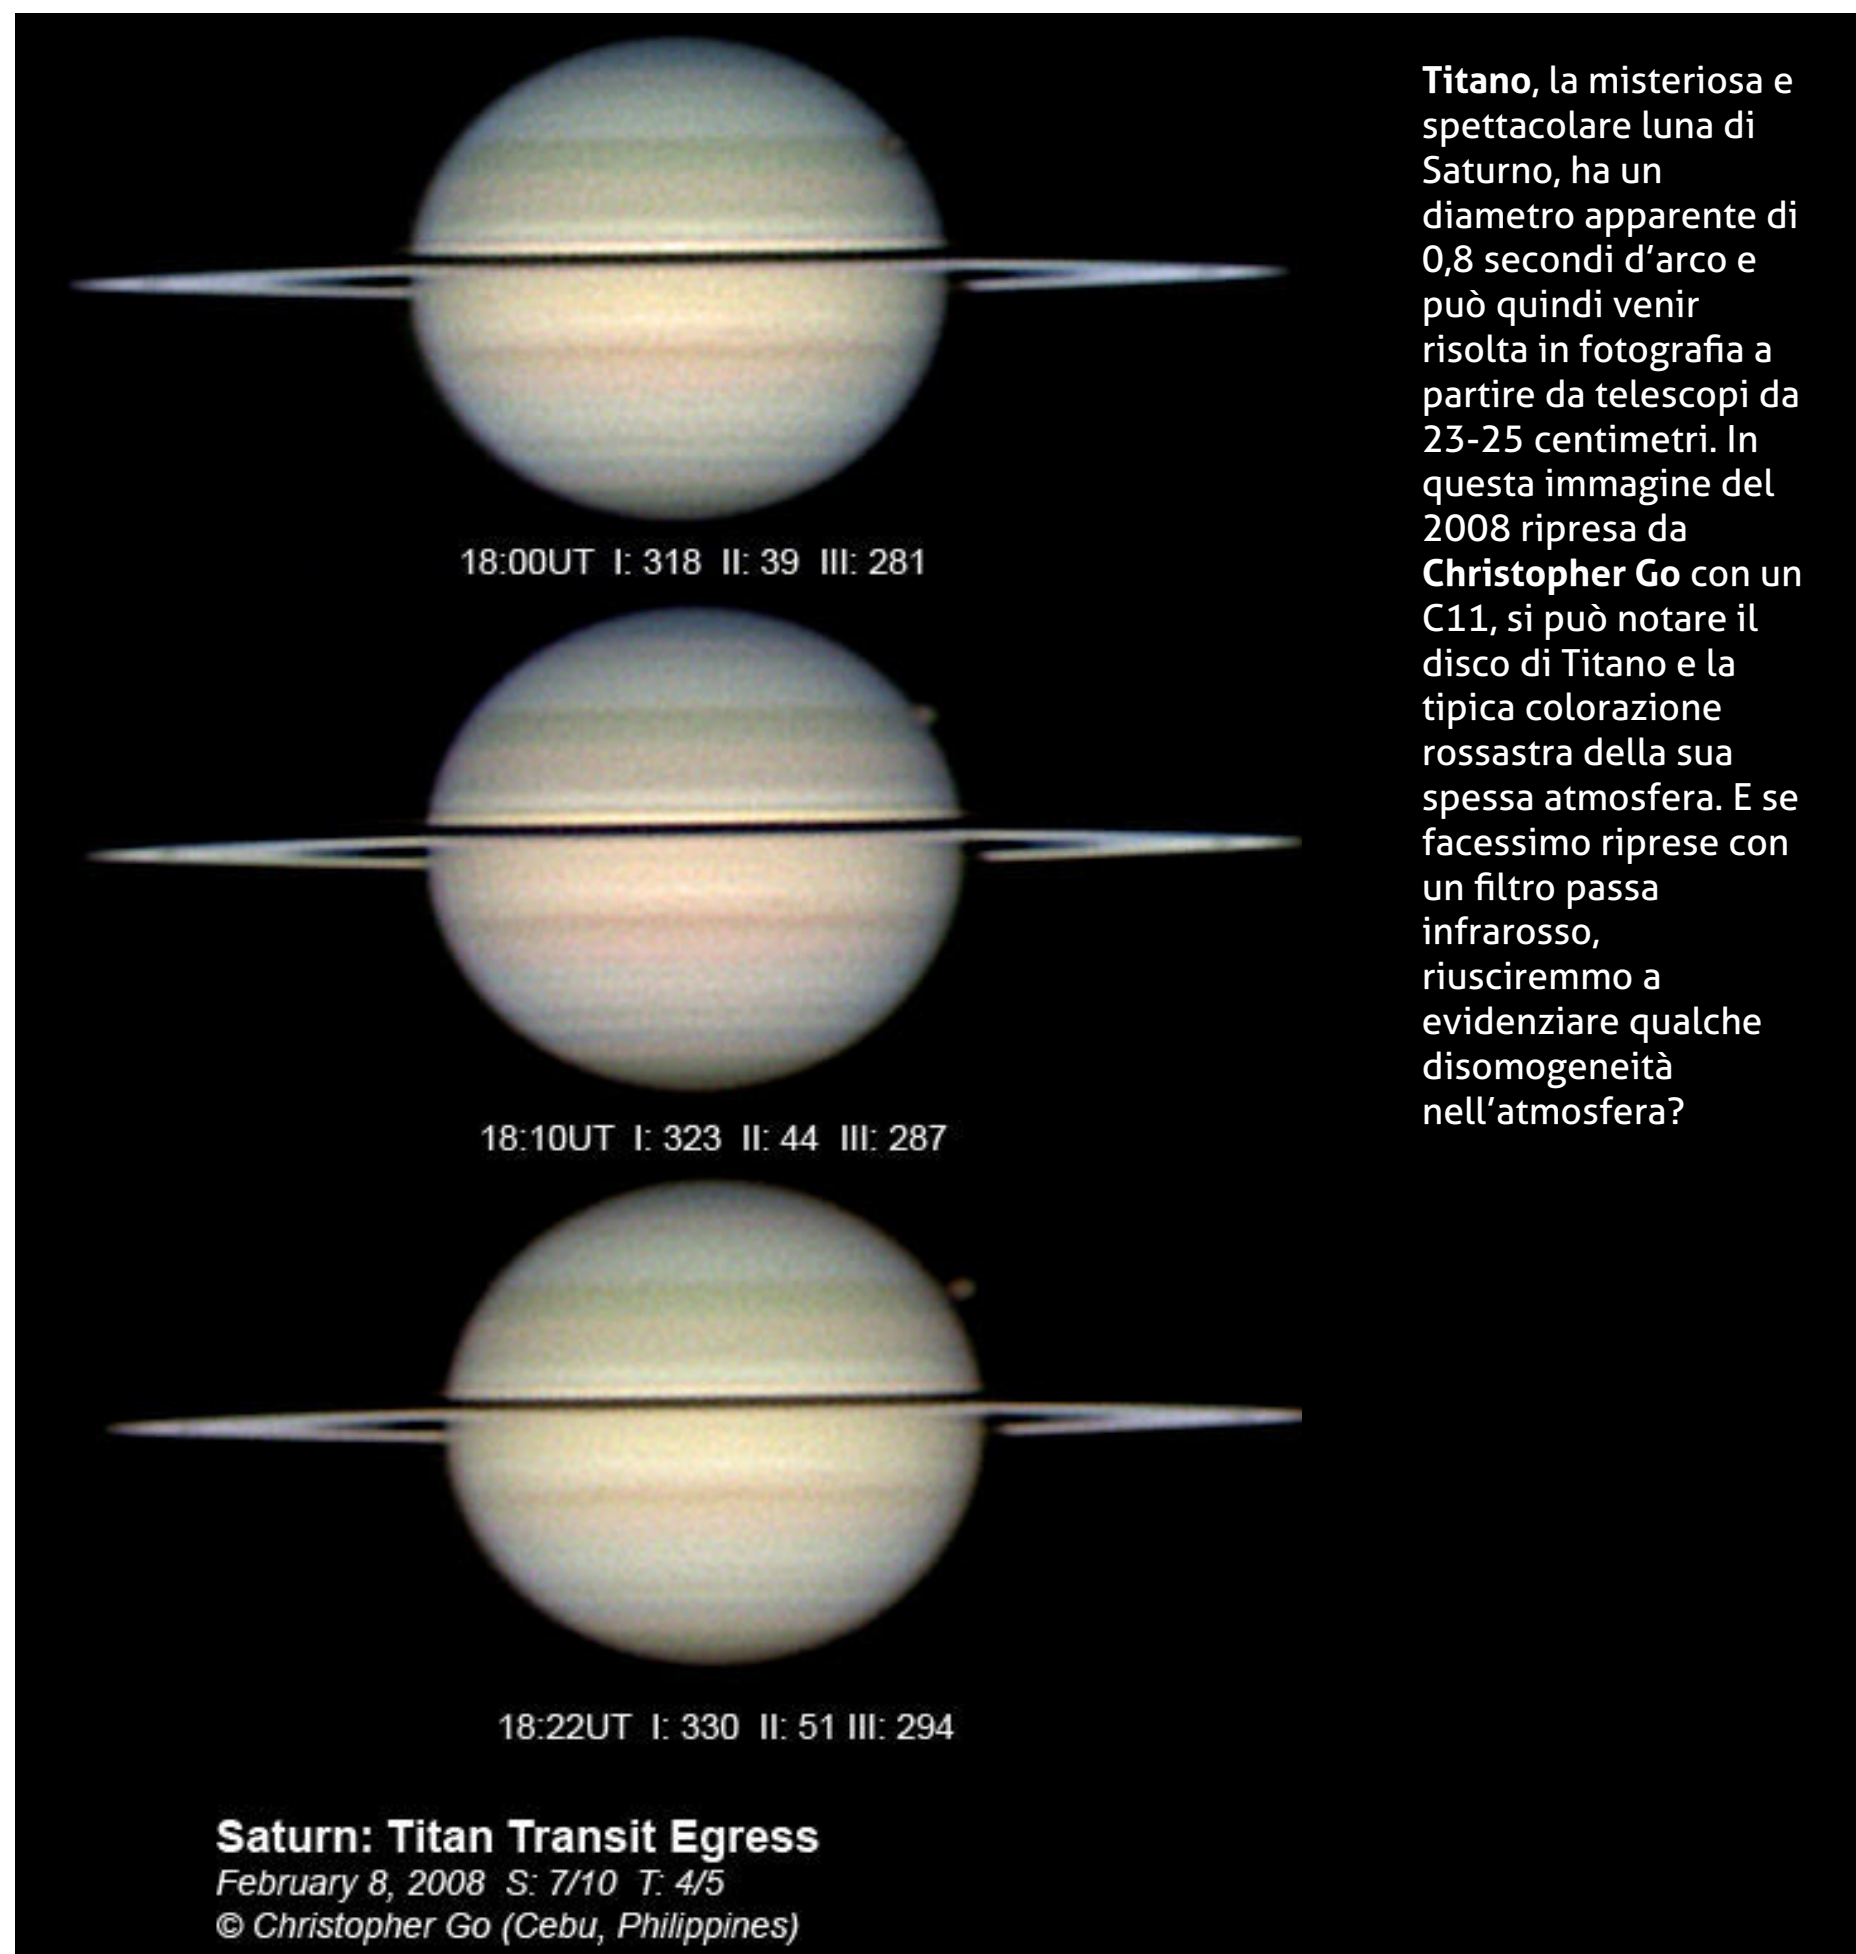 Titano, la misteriosa e
spettacolare luna di
Saturno, ha un
diametro apparente di
0,8 secondi d’arco e
può quindi venir
risolta in fotografia a
partire da telescopi da
23-25 centimetri. In
questa immagine del
2008 ripresa da
Christopher Go con un
C11, si può notare il
disco di Titano e la
tipica colorazione
rossastra della sua
spessa atmosfera. E se
facessimo riprese con
un filtro passa
infrarosso,
riusciremmo a
evidenziare qualche
disomogeneità
nell’atmosfera?
18:00UT I: 318 II: 39 III: 281
18:10UT I: 323 II: 44 III: 287
18:22UT I: 330 II: 51 III: 294
Saturn: Titan Transit Egress
February 8, 2008 S: 7/10 T: 4/5
© Christopher Go (Cebu, Philippines)